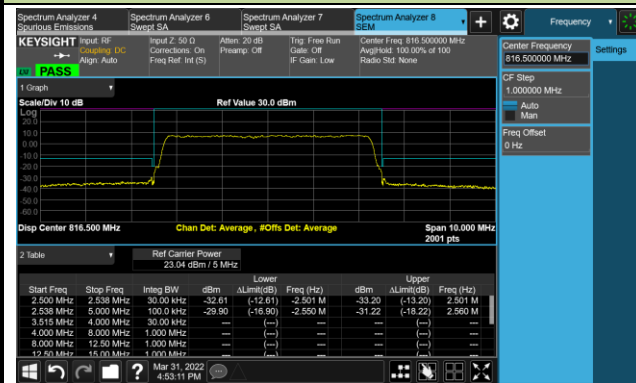 Spectrum Analyzer 4
Spurious Emissions
Spectrum Analyzer 6
Swept SA
Spectrum Analyzer 7
Swept SA
Spectrum Analyzer 8
SEM
Frequency
KEYSIGHT
Input: RF
Coupling: DC
Align: Auto
Input Z: 50 Ω
Corrections: On
Freq Ref: Int (S)
Atten: 20 dB
Preamp: Off
Trig: Free Run
Gate: Off
IF Gain: Low
Center Freq: 816.500000 MHz
Avg|Hold: 100.00% of 100
Radio Std: None
PASS
Center Frequency
816.500000 MHz
Settings
CF Step
1.000000 MHz
Auto
Man
Freq Offset
0 Hz
1 Graph
Scale/Div 10 dB
Ref Value 30.0 dBm
Log
20.0
10.0
0.00
-10.0
-20.0
-30.0
-40.0
-50.0
-60.0
Disp Center 816.500 MHz
Chan Det: Average, #Offs Det: Average
Span 10.000 MHz
2001 pts
2 Table
Ref Carrier Power
23.04 dBm / 5 MHz
Lower Upper
Start Freq Stop Freq Integ BW dBm ΔLimit(dB) Freq (Hz) dBm ΔLimit(dB) Freq (Hz)
2.500 MHz 2.538 MHz 30.00 kHz -32.61 (-12.61) -2.501 M -33.20 (-13.20) 2.501 M
2.538 MHz 5.000 MHz 100.0 kHz -29.90 (-16.90) -2.550 M -31.22 (-18.22) 2.560 M
3.515 MHz 4.000 MHz 30.00 kHz --- (---) --- --- (---) ---
4.000 MHz 8.000 MHz 1.000 MHz --- (---) --- --- (---) ---
8.000 MHz 12.50 MHz 1.000 MHz --- (---) --- --- (---) ---
12.50 MHz 15.00 MHz 1.000 MHz --- (---) --- --- (---) ---
Mar 31, 2022
4:53:11 PM